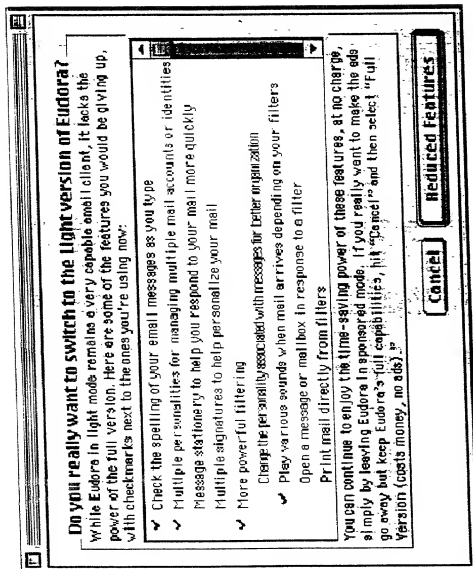 Do you really want to switch to the Light version of Eudora?
While Eudora in light mode remains a very capable email client, it lacks the
power of the full version. Here are some of the features you would be giving up,
with checkmarks next to the ones you're using now:
✓ Check the spelling of your email messages as you type
✓ Multiple personalities for managing multiple mail accounts or identities
Message stationery to help you respond to your mail more quickly
Multiple signatures to help personalize your mail
✓ More powerful filtering
Change the personality associated with messages for better organization
✓ Play various sounds when mail arrives depending on your filters
Open a message or mailbox in response to a filter
Print mail directly from filters
You can continue to enjoy the time-saving power of these features, at no charge,
simply by leaving Eudora in sponsored mode. If you really want to make the ads
go away but keep Eudora's full capabilities, hit "Cancel" and then select "Full
Version (costs money, no ads)."
Cancel
Reduced Features